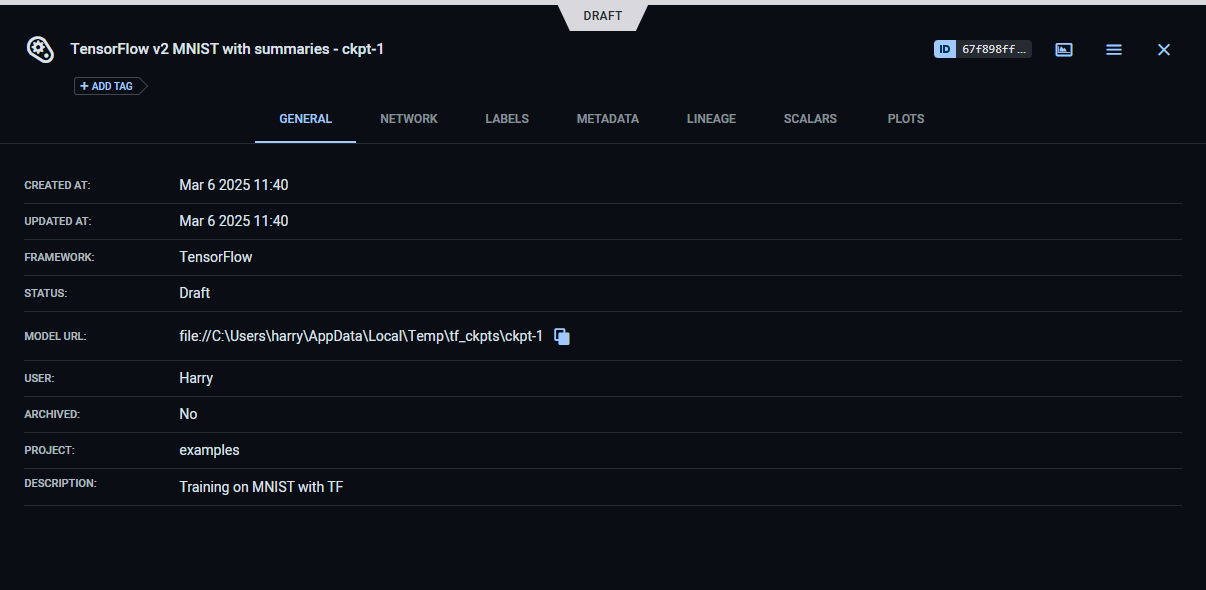 DRAFT
TensorFlow v2 MNIST with summaries - ckpt-1
ID 67f898ff...
+ ADD TAG
GENERAL NETWORK LABELS METADATA LINEAGE SCALARS PLOTS
CREATED AT: Mar 6 2025 11:40
UPDATED AT: Mar 6 2025 11:40
FRAMEWORK: TensorFlow
STATUS: Draft
MODEL URL: file://C:\Users\harry\AppData\Local\Temp\tf_ckpts\ckpt-1
USER: Harry
ARCHIVED: No
PROJECT: examples
DESCRIPTION: Training on MNIST with TF